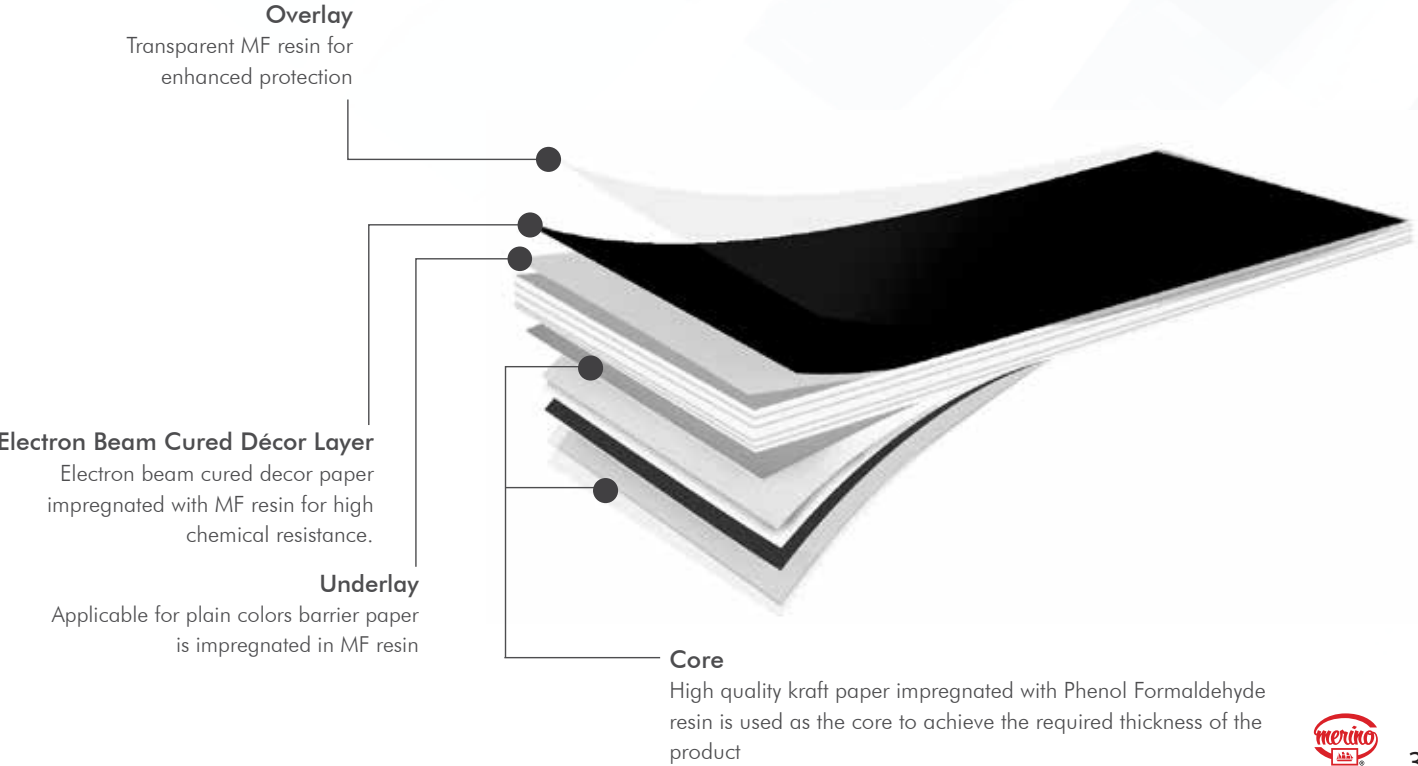 Overlay
Transparent MF resin for
enhanced protection
Electron Beam Cured Décor Layer
Electron beam cured decor paper
impregnated with MF resin for high
chemical resistance.
Underlay
Applicable for plain colors barrier paper
is impregnated in MF resin
Core
High quality kraft paper impregnated with Phenol Formaldehyde
resin is used as the core to achieve the required thickness of the
product
merino